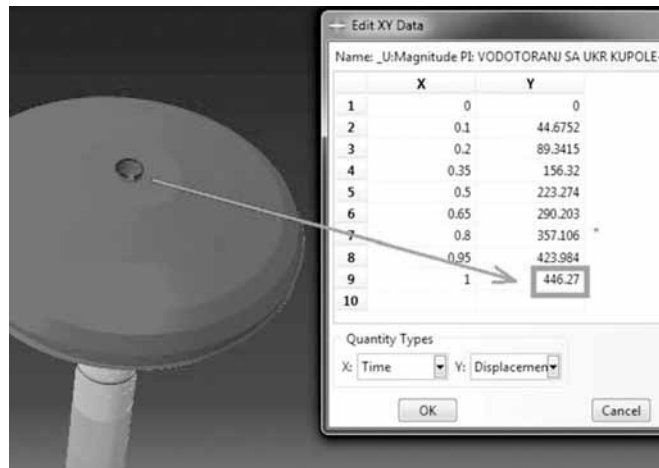 Edit XY Data
Name: _U:Magnitude PI: VODOTORANJ SA UKR KUPOLE-
X Y
1 0 0
2 0.1 44.6752
3 0.2 89.3415
4 0.35 156.32
5 0.5 223.274
6 0.65 290.203
7 0.8 357.106
8 0.95 423.984
9 1 446.27
10
Quantity Types
X: Time Y: Displacemen
OK Cancel